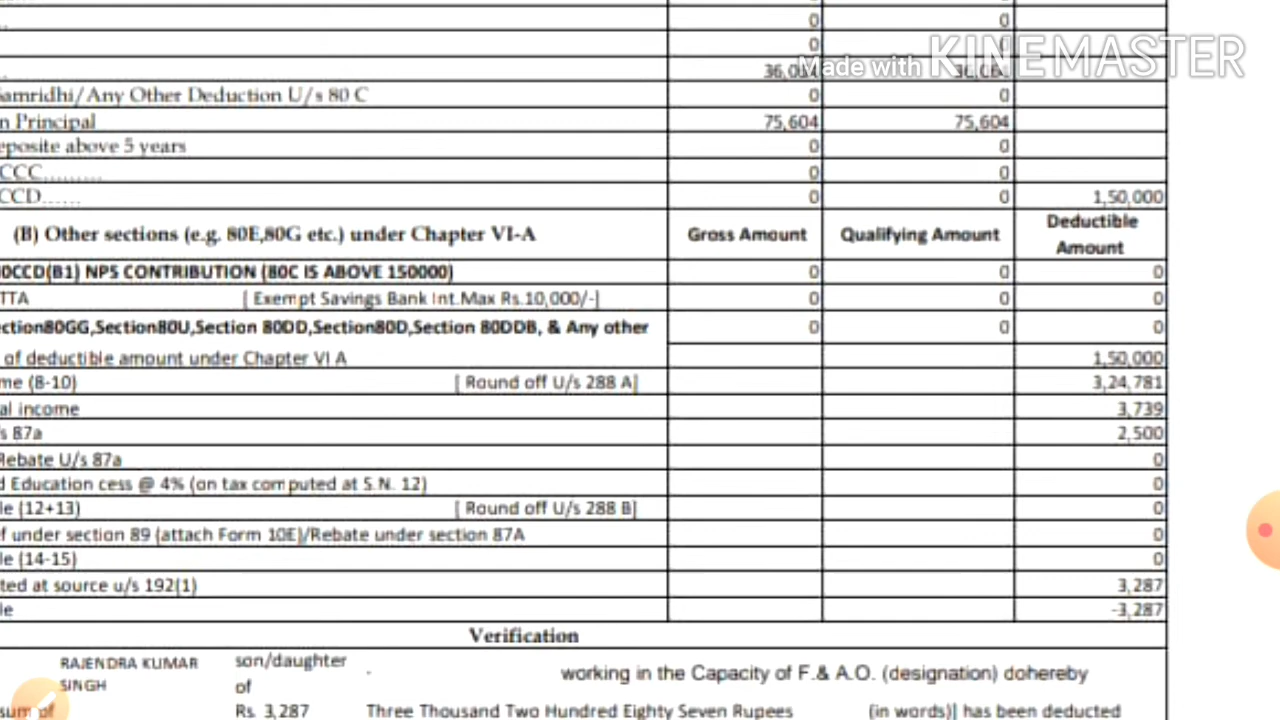 0 0
0 0
Made with KINEMASTER
Samridhi/Any Other Deduction U/s 80 C 0 0
n Principal 75,604 75,604
eposite above 5 years 0 0
CCC......... 0 0
CCD...... 0 0 1,50,000
(B) Other sections (e.g. 80E,80G etc.) under Chapter VI-A Gross Amount Qualifying Amount Deductible Amount
0CCD(B1) NPS CONTRIBUTION (80C IS ABOVE 150000) 0 0 0
TTA [ Exempt Savings Bank Int.Max Rs.10,000/-] 0 0 0
ection80GG,Section80U,Section 80DD,Section80D,Section 80DDB, & Any other 0 0 0
of deductible amount under Chapter VI A 1,50,000
me (8-10) [ Round off U/s 288 A] 3,24,781
al income 3,739
s 87a 2,500
Rebate U/s 87a 0
d Education cess @ 4% (on tax computed at S.N. 12) 0
le (12+13) [ Round off U/s 288 B] 0
f under section 89 (attach Form 10E)/Rebate under section 87A 0
le (14-15) 0
ted at source u/s 192(1) 3,287
le -3,287
Verification
RAJENDRA KUMAR SINGH son/daughter of . working in the Capacity of F.& A.O. (designation) dohereby
sum of Rs. 3,287 Three Thousand Two Hundred Eighty Seven Rupees (in words)] has been deducted